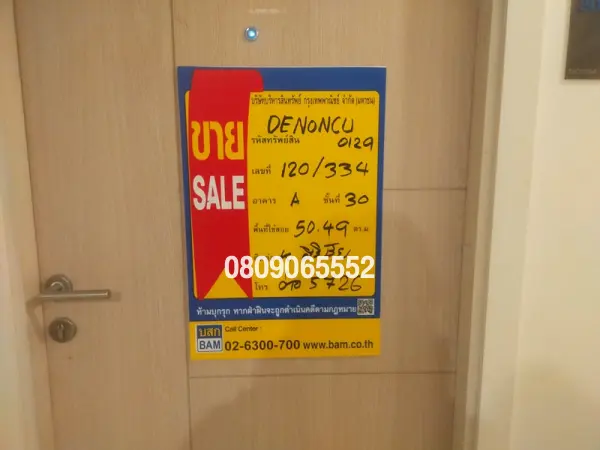 บริษัทบริหารสินทรัพย์ กรุงเทพพาณิชย์ จำกัด (มหาชน)
ขาย
SALE
DENONCU
รหัสทรัพย์สิน 0129
เลขที่ 120/334
อาคาร A ชั้นที่ 30
พื้นที่ใช้สอย 50.49 ตร.ม
0809065552
โทร 5726
ห้ามบุกรุก หากฝ่าฝืนจะถูกดำเนินคดีตามกฎหมาย
บสก
BAM
Call Center :
02-6300-700 www.bam.co.th